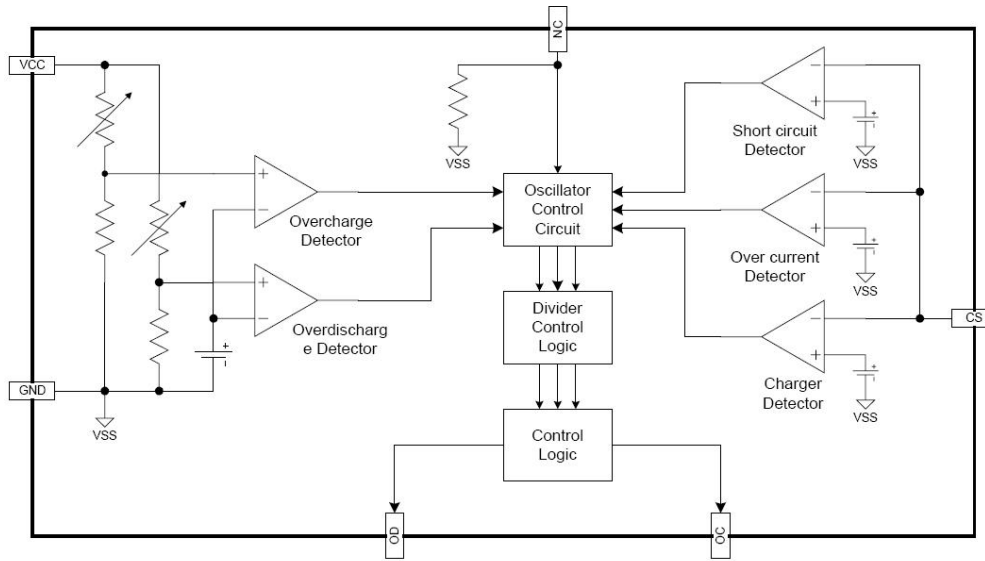 NC
VCC
VSS
Short circuit
Detector
+
-
VSS
Overcharge
Detector
Oscillator
Control
Circuit
Over current
Detector
+
-
VSS
Overdischarg
e Detector
+
-
Divider
Control
Logic
CS
Charger
Detector
+
-
VSS
GND
VSS
Control
Logic
OD
OC